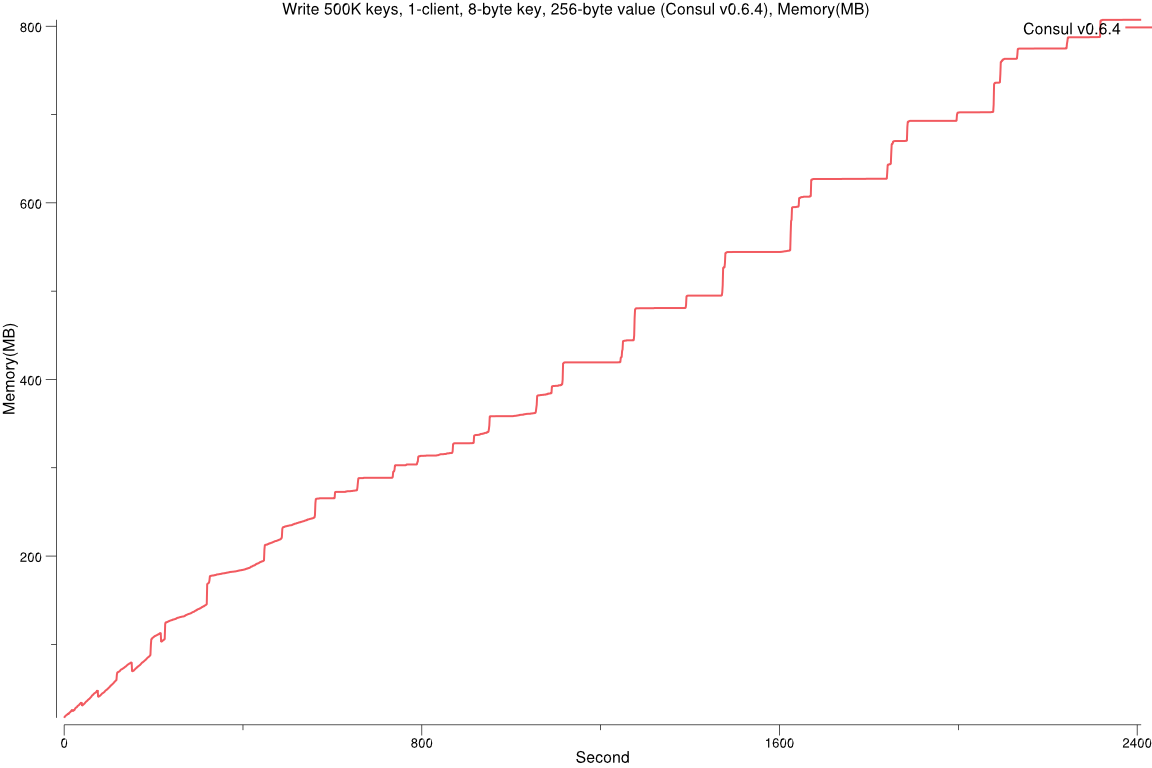 Write 500K keys, 1-client, 8-byte key, 256-byte value (Consul v0.6.4), Memory(MB)
Consul v0.6.4
800
600
400
200
Memory(MB)
0
800
1600
2400
Second